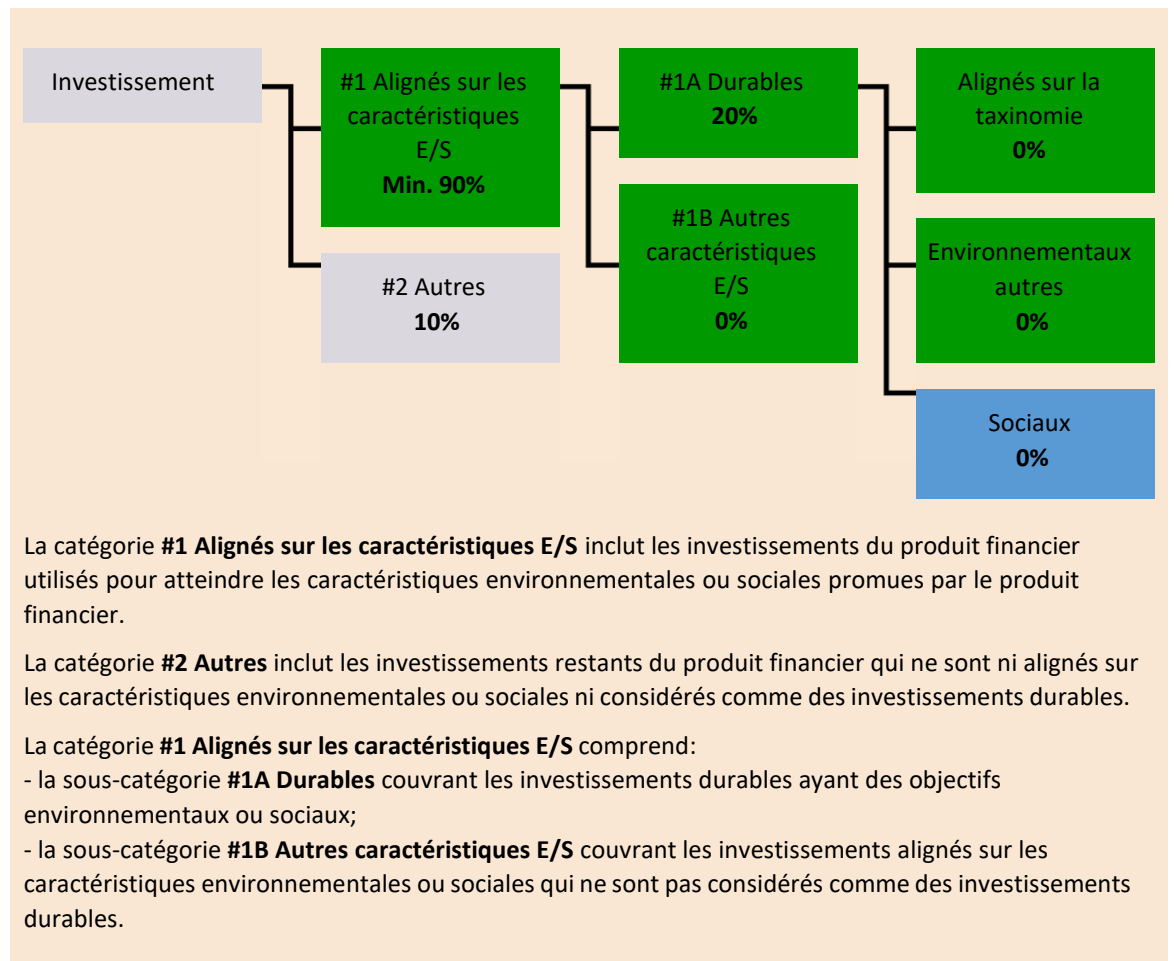 Investissement
#1 Alignés sur les
caractéristiques
E/S
Min. 90%
#2 Autres
10%
#1A Durables
20%
#1B Autres
caractéristiques
E/S
0%
Alignés sur la
taxinomie
0%
Environnementaux
autres
0%
Sociaux
0%
La catégorie #1 Alignés sur les caractéristiques E/S inclut les investissements du produit financier
utilisés pour atteindre les caractéristiques environnementales ou sociales promues par le produit
financier.
La catégorie #2 Autres inclut les investissements restants du produit financier qui ne sont ni alignés sur
les caractéristiques environnementales ou sociales ni considérés comme des investissements durables.
La catégorie #1 Alignés sur les caractéristiques E/S comprend:
- la sous-catégorie #1A Durables couvrant les investissements durables ayant des objectifs
environnementaux ou sociaux;
- la sous-catégorie #1B Autres caractéristiques E/S couvrant les investissements alignés sur les
caractéristiques environnementales ou sociales qui ne sont pas considérés comme des investissements
durables.